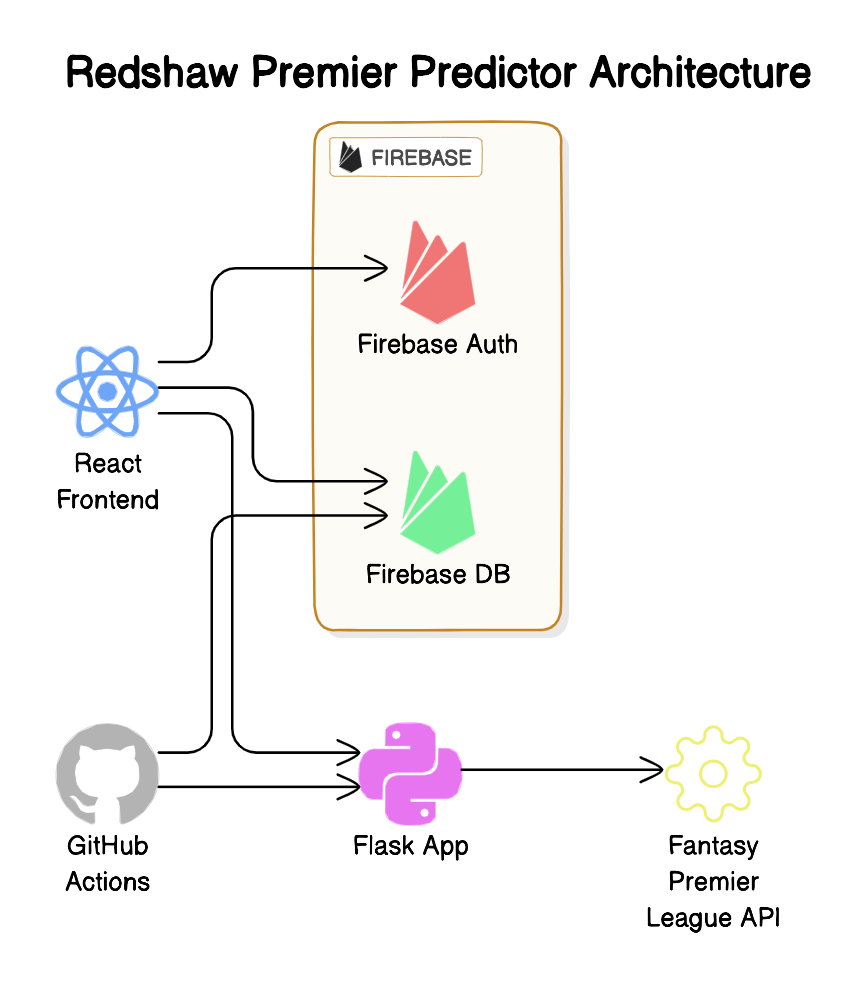 Redshaw Premier Predictor Architecture
FIREBASE
Firebase Auth
React
Frontend
Firebase DB
GitHub
Actions
Flask App
Fantasy
Premier
League API